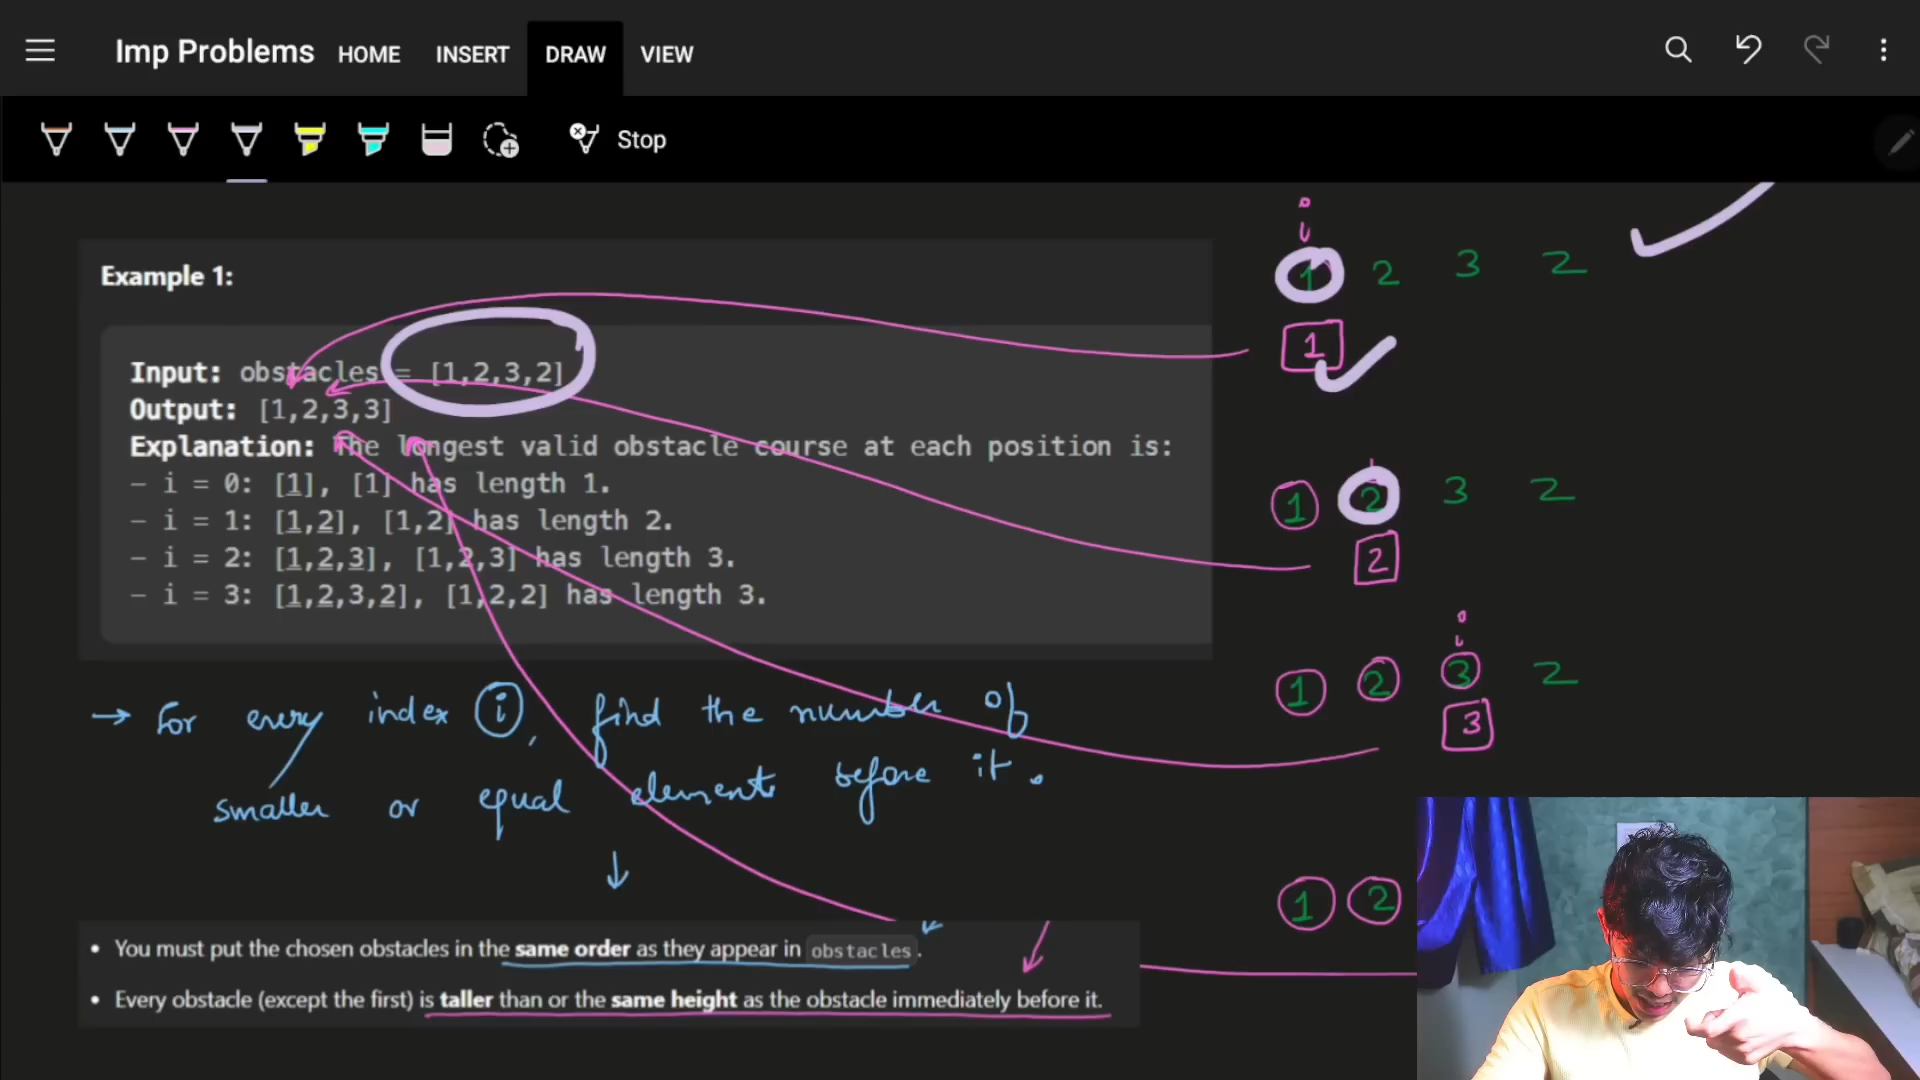 Imp Problems HOME INSERT DRAW VIEW
Stop
Example 1:
Input: obstacles = [1,2,3,2]
Output: [1,2,3,3]
Explanation: The longest valid obstacle course at each position is:
- i = 0: [1], [1] has length 1.
- i = 1: [1,2], [1,2] has length 2.
- i = 2: [1,2,3], [1,2,3] has length 3.
- i = 3: [1,2,3,2], [1,2,2] has length 3.
→ For every index i, find the number of
smaller or equal elements before it.
• You must put the chosen obstacles in the same order as they appear in obstacles.
• Every obstacle (except the first) is taller than or the same height as the obstacle immediately before it.
i
1 2 3 2
1
1 2 3 2
2
i
1 2 3 2
3
1 2